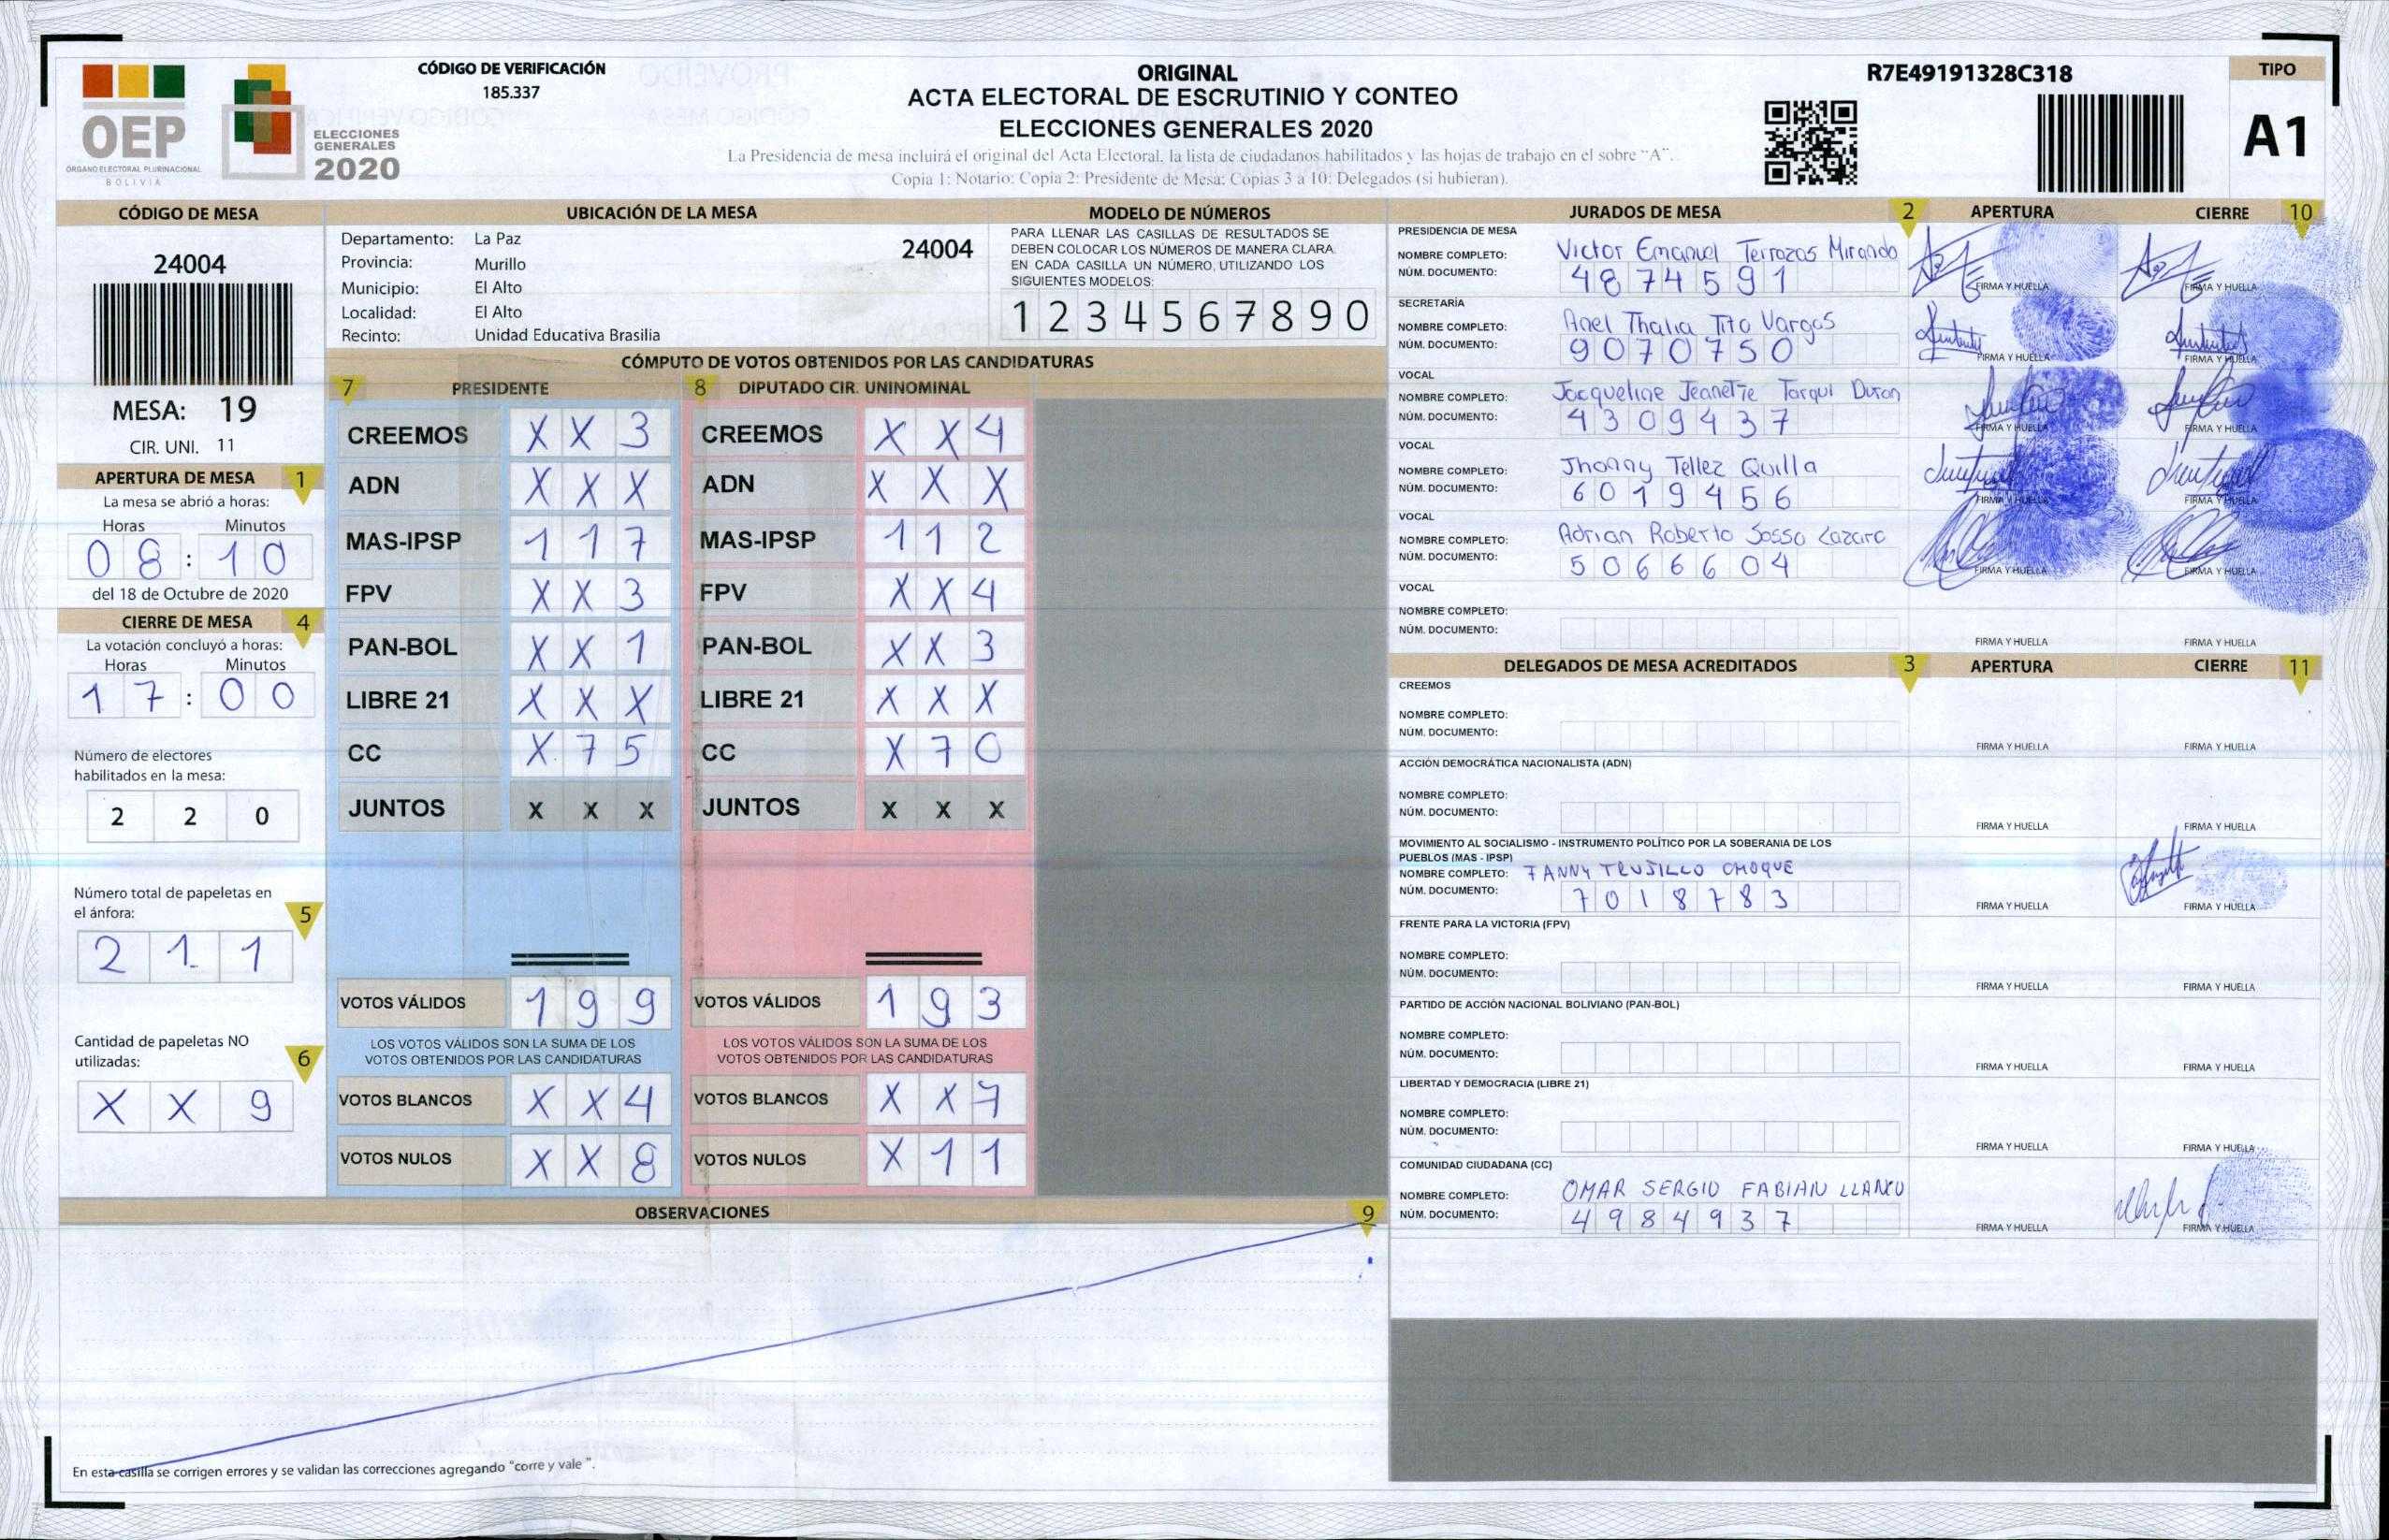 OEP
ÓRGANO ELECTORAL PLURINACIONAL
BOLIVIA
ELECCIONES
GENERALES
2020
CÓDIGO DE VERIFICACIÓN
185.337
ORIGINAL
ACTA ELECTORAL DE ESCRUTINIO Y CONTEO
ELECCIONES GENERALES 2020
La Presidencia de mesa incluirá el original del Acta Electoral, la lista de ciudadanos habilitados y las hojas de trabajo en el sobre "A".
Copia 1: Notario; Copia 2: Presidente de Mesa; Copias 3 a 10: Delegados (si hubieran).
R7E49191328C318
TIPO
A1
CÓDIGO DE MESA
24004
MESA: 19
CIR. UNI. 11
APERTURA DE MESA 1
La mesa se abrió a horas:
Horas Minutos
08:10
del 18 de Octubre de 2020
CIERRE DE MESA 4
La votación concluyó a horas:
Horas Minutos
17:00
Número de electores
habilitados en la mesa:
2 2 0
Número total de papeletas en
el ánfora: 5
2 1 1
Cantidad de papeletas NO
utilizadas: 6
X X 9
UBICACIÓN DE LA MESA
Departamento: La Paz 24004
Provincia: Murillo
Municipio: El Alto
Localidad: El Alto
Recinto: Unidad Educativa Brasilia
MODELO DE NÚMEROS
PARA LLENAR LAS CASILLAS DE RESULTADOS SE
DEBEN COLOCAR LOS NÚMEROS DE MANERA CLARA.
EN CADA CASILLA UN NÚMERO, UTILIZANDO LOS
SIGUIENTES MODELOS:
1 2 3 4 5 6 7 8 9 0
CÓMPUTO DE VOTOS OBTENIDOS POR LAS CANDIDATURAS
7 PRESIDENTE 8 DIPUTADO CIR. UNINOMINAL
CREEMOS X X 3 CREEMOS X X 4
ADN X X X ADN X X X
MAS-IPSP 1 1 7 MAS-IPSP 1 1 2
FPV X X 3 FPV X X 4
PAN-BOL X X 1 PAN-BOL X X 3
LIBRE 21 X X X LIBRE 21 X X X
CC X 7 5 CC X 7 0
JUNTOS X X X JUNTOS X X X
VOTOS VÁLIDOS 1 9 9 VOTOS VÁLIDOS 1 9 3
LOS VOTOS VÁLIDOS SON LA SUMA DE LOS LOS VOTOS VÁLIDOS SON LA SUMA DE LOS
VOTOS OBTENIDOS POR LAS CANDIDATURAS VOTOS OBTENIDOS POR LAS CANDIDATURAS
VOTOS BLANCOS X X 4 VOTOS BLANCOS X X 7
VOTOS NULOS X X 8 VOTOS NULOS X 1 1
OBSERVACIONES 9
En esta casilla se corrigen errores y se validan las correcciones agregando "corre y vale ".
JURADOS DE MESA 2 APERTURA CIERRE 10
PRESIDENCIA DE MESA
NOMBRE COMPLETO: Victor Emanuel Terrazas Miranda
NÚM. DOCUMENTO: 4874591
FIRMA Y HUELLA FIRMA Y HUELLA
SECRETARÍA
NOMBRE COMPLETO: Anel Thalia Tito Vargas
NÚM. DOCUMENTO: 9070750
FIRMA Y HUELLA FIRMA Y HUELLA
VOCAL
NOMBRE COMPLETO: Jacqueline Jeanette Tarqui Duran
NÚM. DOCUMENTO: 4309437
FIRMA Y HUELLA FIRMA Y HUELLA
VOCAL
NOMBRE COMPLETO: Jhonny Tellez Quilla
NÚM. DOCUMENTO: 6019456
FIRMA Y HUELLA FIRMA Y HUELLA
VOCAL
NOMBRE COMPLETO: Adrian Roberto Sossa Lazaro
NÚM. DOCUMENTO: 5066604
FIRMA Y HUELLA FIRMA Y HUELLA
VOCAL
NOMBRE COMPLETO:
NÚM. DOCUMENTO:
FIRMA Y HUELLA FIRMA Y HUELLA
DELEGADOS DE MESA ACREDITADOS 3 APERTURA CIERRE 11
CREEMOS
NOMBRE COMPLETO:
NÚM. DOCUMENTO:
FIRMA Y HUELLA FIRMA Y HUELLA
ACCIÓN DEMOCRÁTICA NACIONALISTA (ADN)
NOMBRE COMPLETO:
NÚM. DOCUMENTO:
FIRMA Y HUELLA FIRMA Y HUELLA
MOVIMIENTO AL SOCIALISMO - INSTRUMENTO POLÍTICO POR LA SOBERANIA DE LOS
PUEBLOS (MAS - IPSP)
NOMBRE COMPLETO: FANNY TRUJILLO CHOQUE
NÚM. DOCUMENTO: 7018783
FIRMA Y HUELLA FIRMA Y HUELLA
FRENTE PARA LA VICTORIA (FPV)
NOMBRE COMPLETO:
NÚM. DOCUMENTO:
FIRMA Y HUELLA FIRMA Y HUELLA
PARTIDO DE ACCIÓN NACIONAL BOLIVIANO (PAN-BOL)
NOMBRE COMPLETO:
NÚM. DOCUMENTO:
FIRMA Y HUELLA FIRMA Y HUELLA
LIBERTAD Y DEMOCRACIA (LIBRE 21)
NOMBRE COMPLETO:
NÚM. DOCUMENTO:
FIRMA Y HUELLA FIRMA Y HUELLA
COMUNIDAD CIUDADANA (CC)
NOMBRE COMPLETO: OMAR SERGIO FABIAN
NÚM. DOCUMENTO: 4984937
FIRMA Y HUELLA FIRMA Y HUELLA